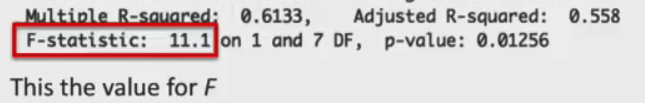 Multiple R-squared:  0.6133,    Adjusted R-squared:  0.558
F-statistic:  11.1 on 1 and 7 DF,  p-value: 0.01256
This the value for F